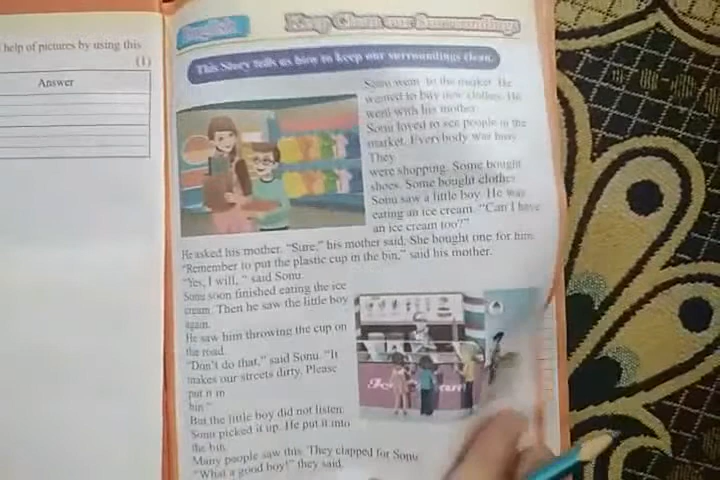 help of pictures by using this
(1)
Answer
English
Keep Clean our Surroundings
This Story tells us how to keep our surroundings clean.
Sonu went to the market. He
wanted to buy new clothes. He
went with his mother.
Sonu loved to see people in the
market. Everybody was busy.
They
were shopping. Some bought
shoes. Some bought clothes.
Sonu saw a little boy. He was
eating an ice cream. "Can I have
an ice cream too?"
He asked his mother. "Sure," his mother said. She bought one for him.
"Remember to put the plastic cup in the bin," said his mother.
"Yes, I will, " said Sonu.
Sonu soon finished eating the ice
cream. Then he saw the little boy
again.
He saw him throwing the cup on
the road.
"Don't do that," said Sonu. "It
makes our streets dirty. Please
put it in
bin."
But the little boy did not listen.
Sonu picked it up. He put it into
the bin.
Many people saw this. They clapped for Sonu.
"What a good boy!" they said.